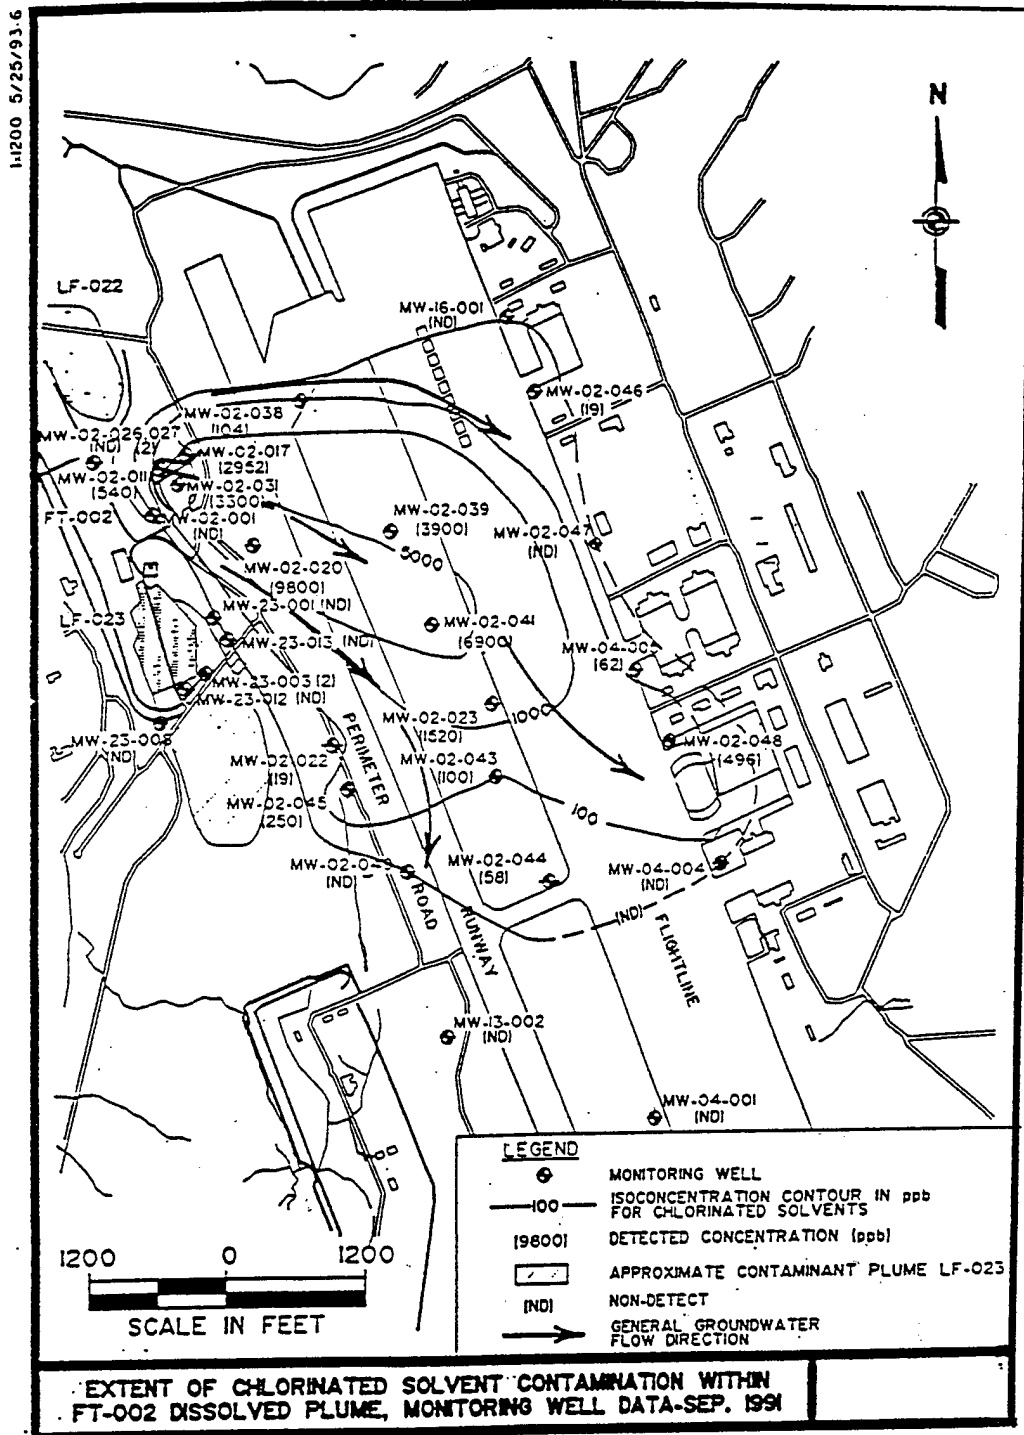 1:1200 5/25/93-6
N
LF-022
MW-16-001
(ND)
MW-02-046
(19)
MW-02-038
(104)
MW-02-026,027
(ND) (2)
MW-02-017
(2952)
MW-02-011
(540)
MW-02-031
(3300)
FT-002
MW-02-001
(ND)
MW-02-039
(3900)
MW-02-047
(ND)
5000
MW-02-020
(9800)
MW-23-001 (ND)
LF-023
MW-02-041
(6900)
MW-23-013 (ND)
(62)
MW-23-003 (2)
MW-23-012 (ND)
MW-02-023
(1520)
1000
(ND)
MW-02-022
(19)
MW-02-043
(100)
MW-02-048
(496)
PERIMETER
ROAD
MW-02-045
(250)
100
(ND)
MW-02-044
(58)
MW-04-004
(ND)
(ND)
RUNWAY
FLIGHTLINE
MW-13-002
(ND)
MW-04-001
(ND)
LEGEND
MONITORING WELL
100 ISOCONCENTRATION CONTOUR IN ppb
FOR CHLORINATED SOLVENTS
(9800) DETECTED CONCENTRATION (ppb)
APPROXIMATE CONTAMINANT PLUME LF-023
(ND) NON-DETECT
GENERAL GROUNDWATER
FLOW DIRECTION
1200 0 1200
SCALE IN FEET
EXTENT OF CHLORINATED SOLVENT CONTAMINATION WITHIN
FT-002 DISSOLVED PLUME, MONITORING WELL DATA-SEP. 1991